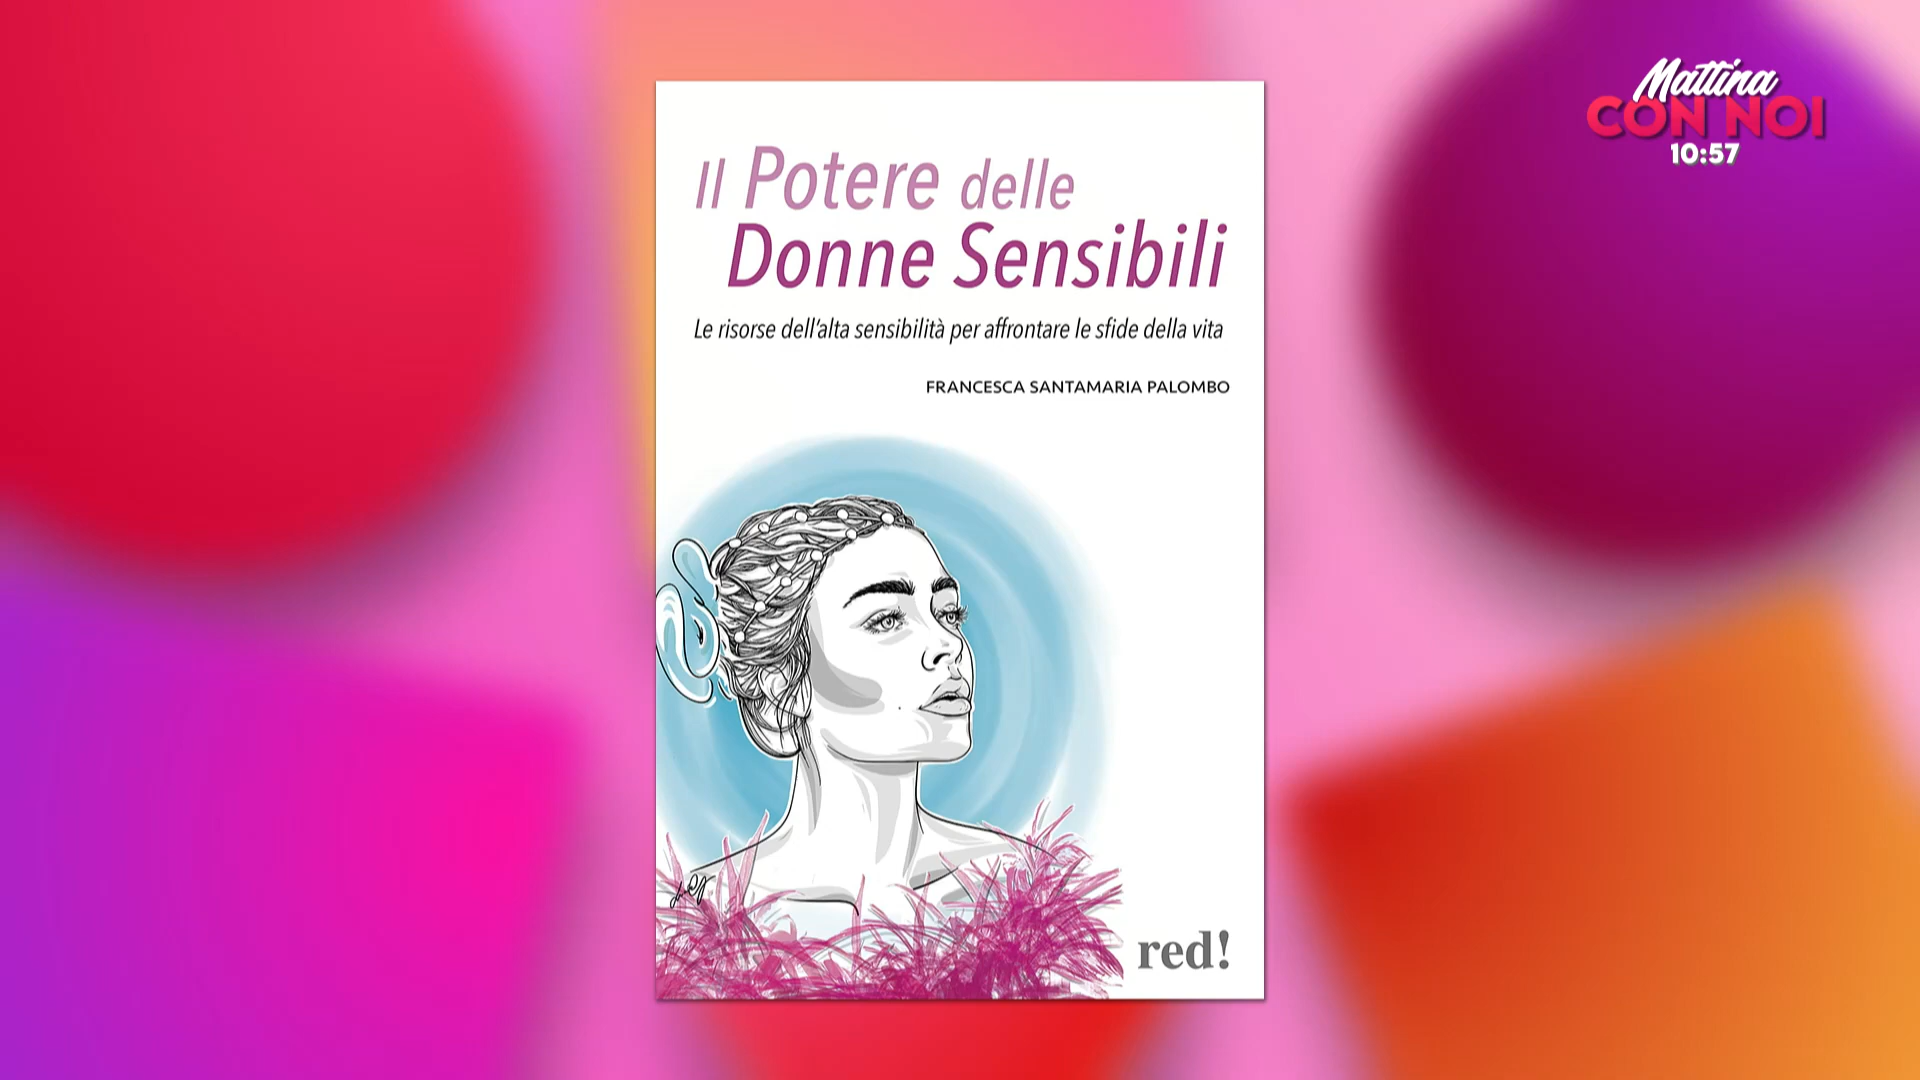 Mattina
CON NOI
10:57
Il Potere delle
Donne Sensibili
Le risorse dell'alta sensibilità per affrontare le sfide della vita
FRANCESCA SANTAMARIA PALOMBO
red!